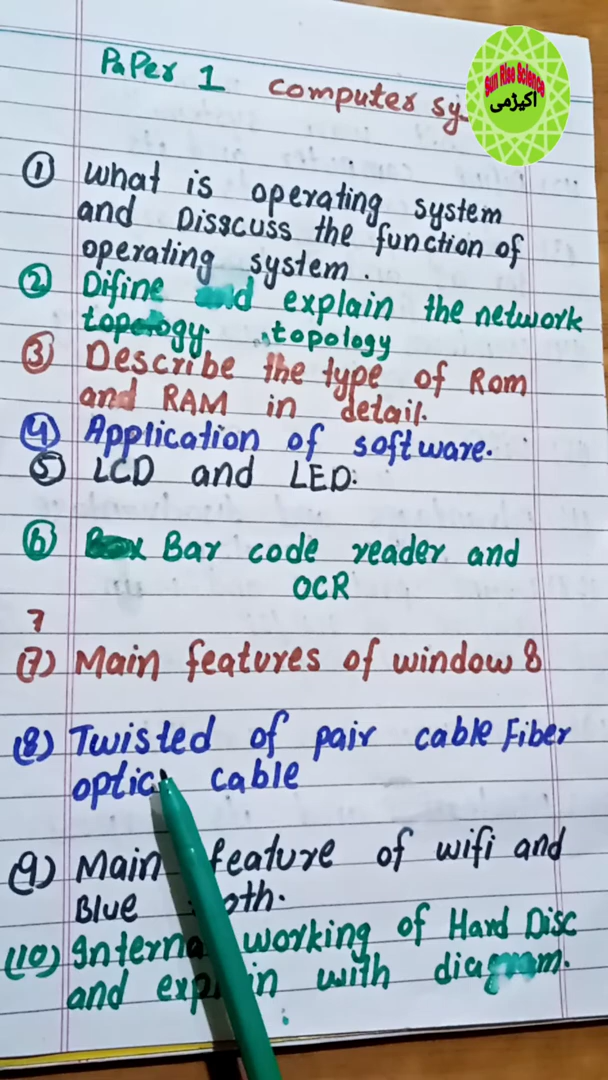 Paper 1 computer sy
Sun Rise Science
اکیڑمی
① what is operating system
and Disscuss the function of
operating system.
② Difine and explain the network
topology. topology
③ Describe the type of Rom
and RAM in detail.
④ Application of software.
⑤ LCD and LED.
⑥ Bar code reader and
OCR
7
(7) Main features of window 8
(8) Twisted of pair cable Fiber
optic cable
(9) Main feature of wifi and
Blue
(10) working of Hard Disc
and with diagram.